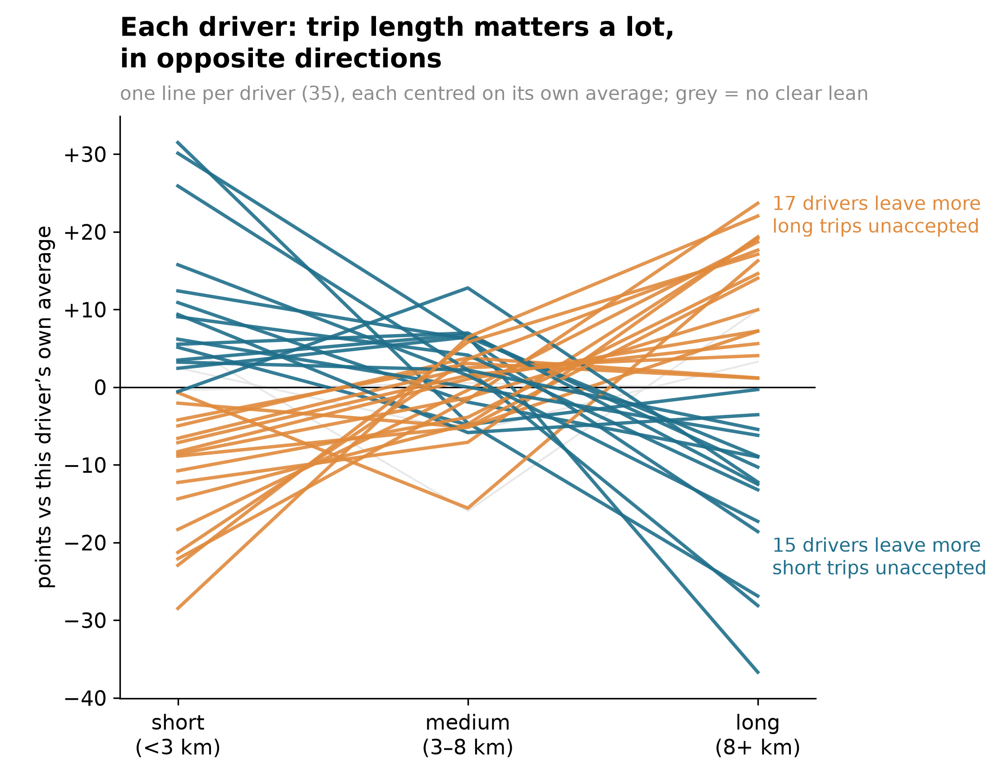 Each driver: trip length matters a lot,
in opposite directions
one line per driver (35), each centred on its own average; grey = no clear lean
points vs this driver’s own average
+30
+20
+10
0
−10
−20
−30
−40
17 drivers leave more
long trips unaccepted
15 drivers leave more
short trips unaccepted
short
(<3 km)
medium
(3–8 km)
long
(8+ km)